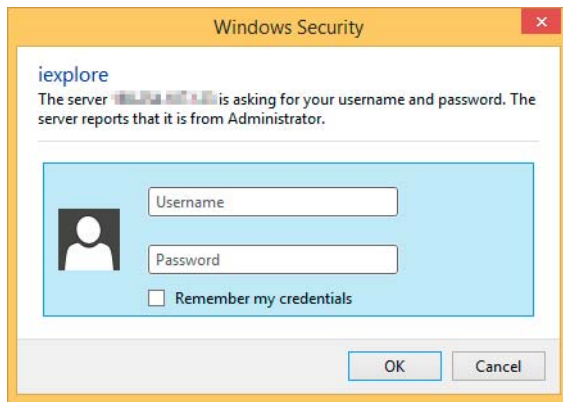 Windows Security
iexplore
The server is asking for your username and password. The
server reports that it is from Administrator.
Username
Password
Remember my credentials
OK
Cancel